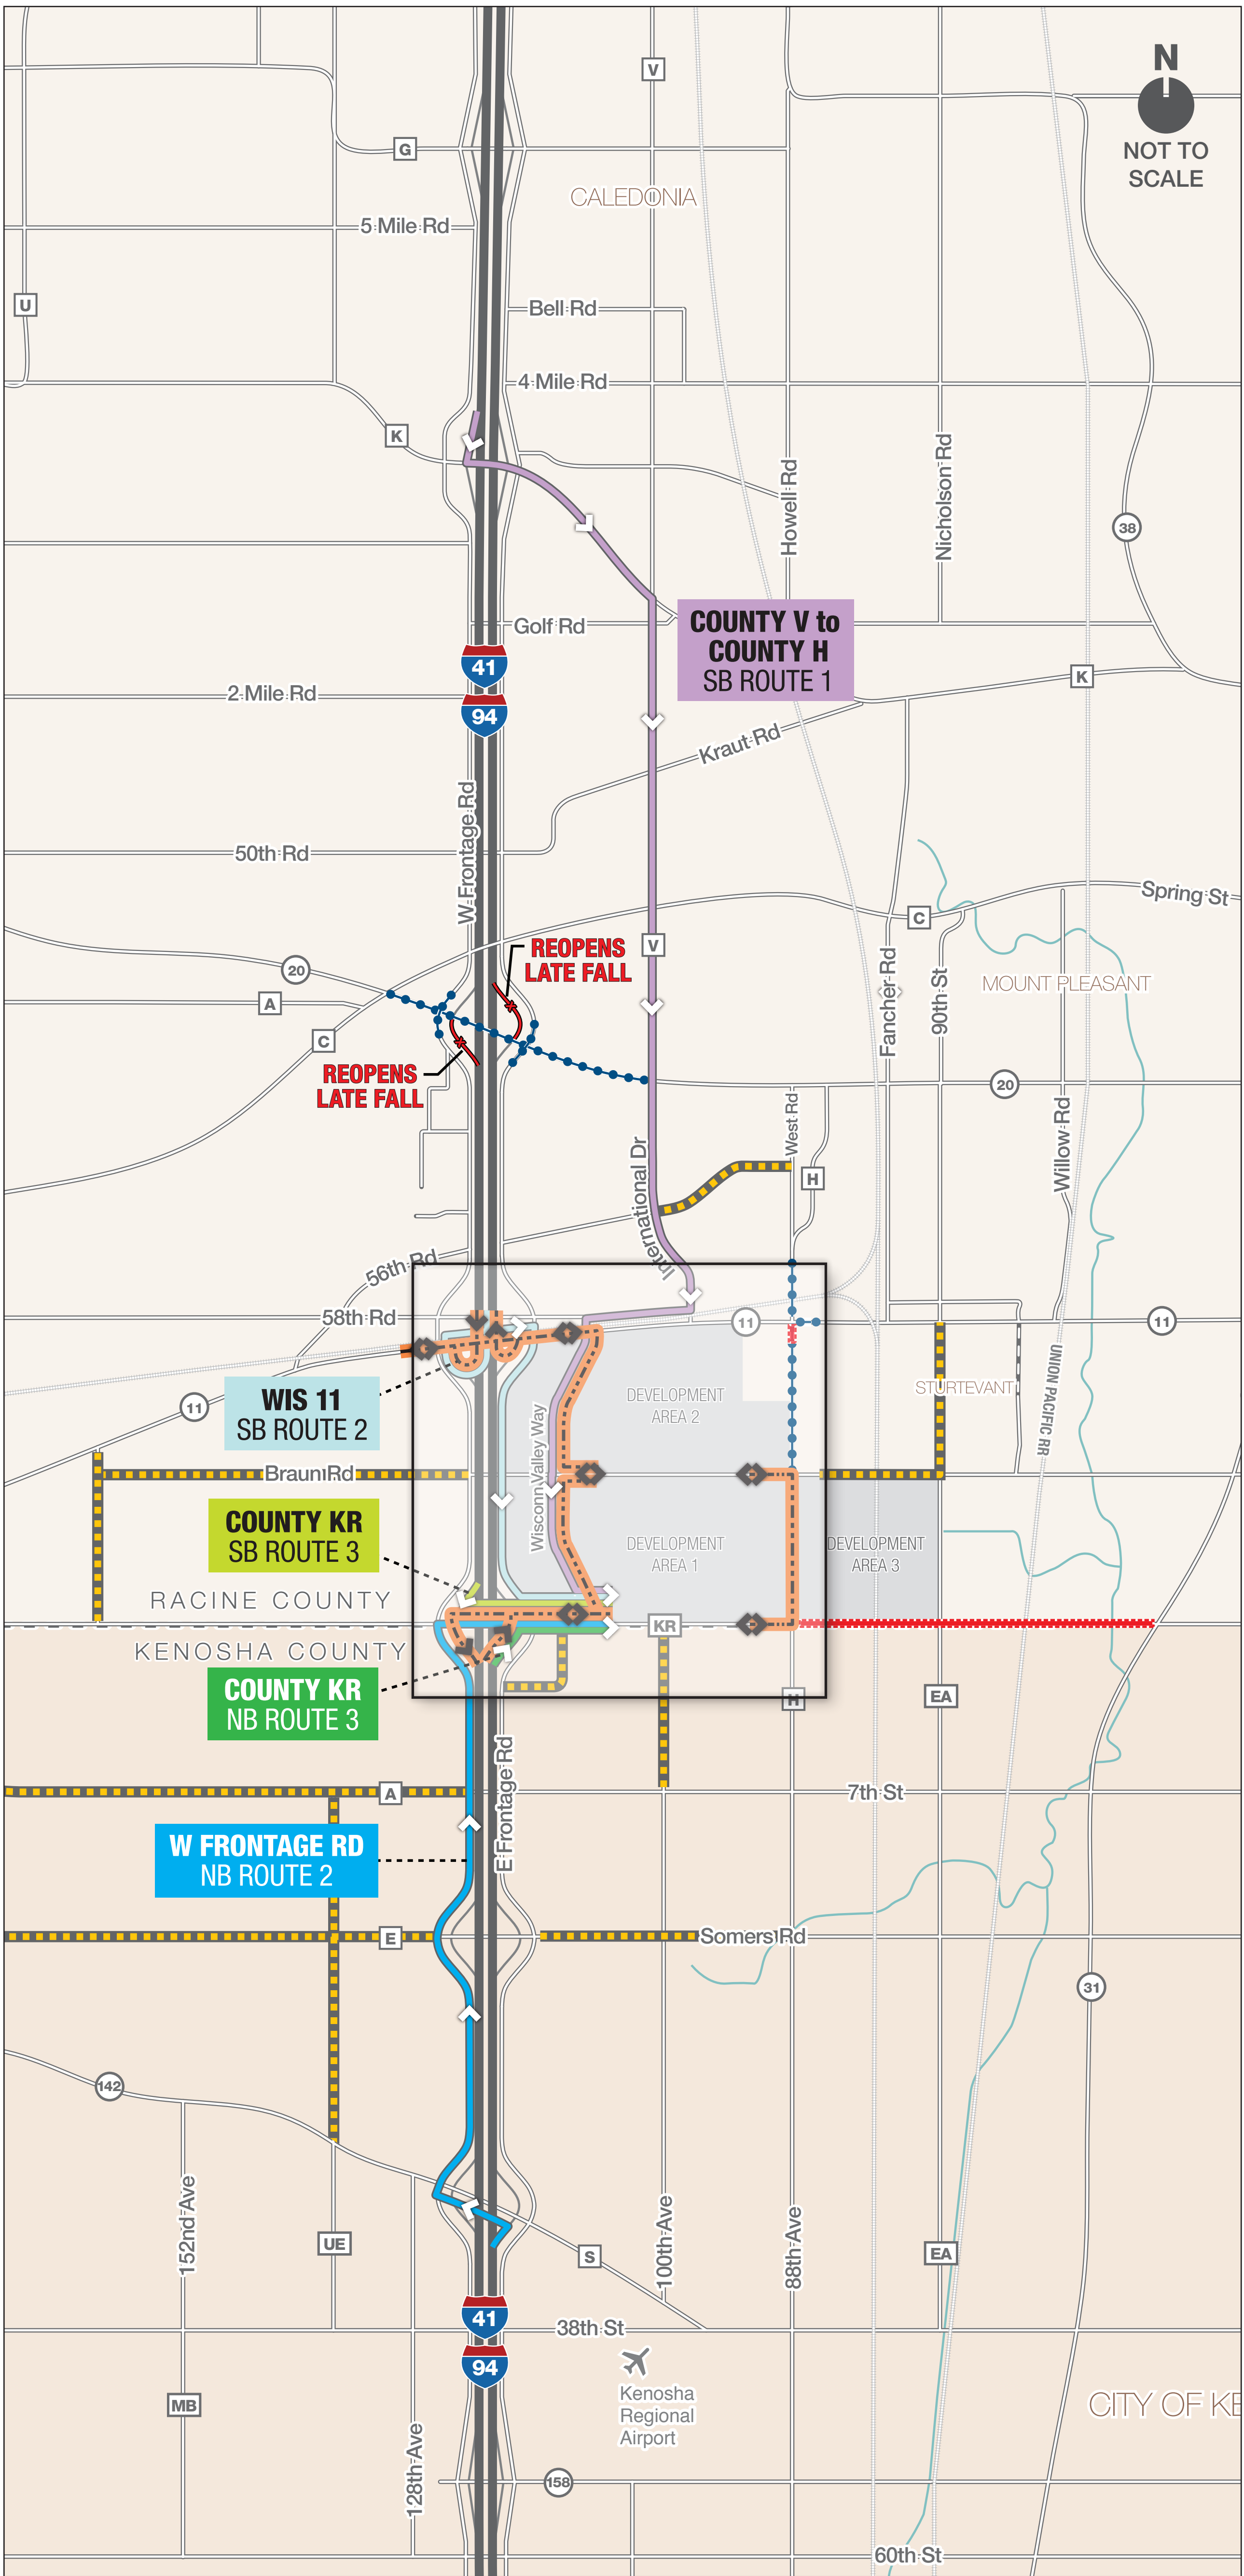 N
NOT TO
SCALE
V
G
CALEDONIA
5 Mile Rd
U
Bell Rd
4 Mile Rd
K
Howell Rd
Nicholson Rd
38
COUNTY V to
COUNTY H
SB ROUTE 1
Golf Rd
41
K
2 Mile Rd
94
Kraut Rd
W Frontage Rd
50th Rd
Spring St
C
V
REOPENS
LATE FALL
20
A
Fancher Rd
90th St
MOUNT PLEASANT
C
REOPENS
LATE FALL
20
West Rd
Willow Rd
International Dr
H
56th Rd
58th Rd
11
11
UNION PACIFIC RR
WIS 11
SB ROUTE 2
11
DEVELOPMENT
AREA 2
STURTEVANT
Wisconn Valley Way
Braun Rd
COUNTY KR
SB ROUTE 3
DEVELOPMENT
AREA 1
DEVELOPMENT
AREA 3
RACINE COUNTY
KR
KENOSHA COUNTY
COUNTY KR
NB ROUTE 3
H
EA
E Frontage Rd
A
7th St
W FRONTAGE RD
NB ROUTE 2
E
Somers Rd
31
142
152nd Ave
UE
S
100th Ave
88th Ave
EA
41
38th St
94
Kenosha
Regional
Airport
MB
CITY OF KE
128th Ave
158
60th St